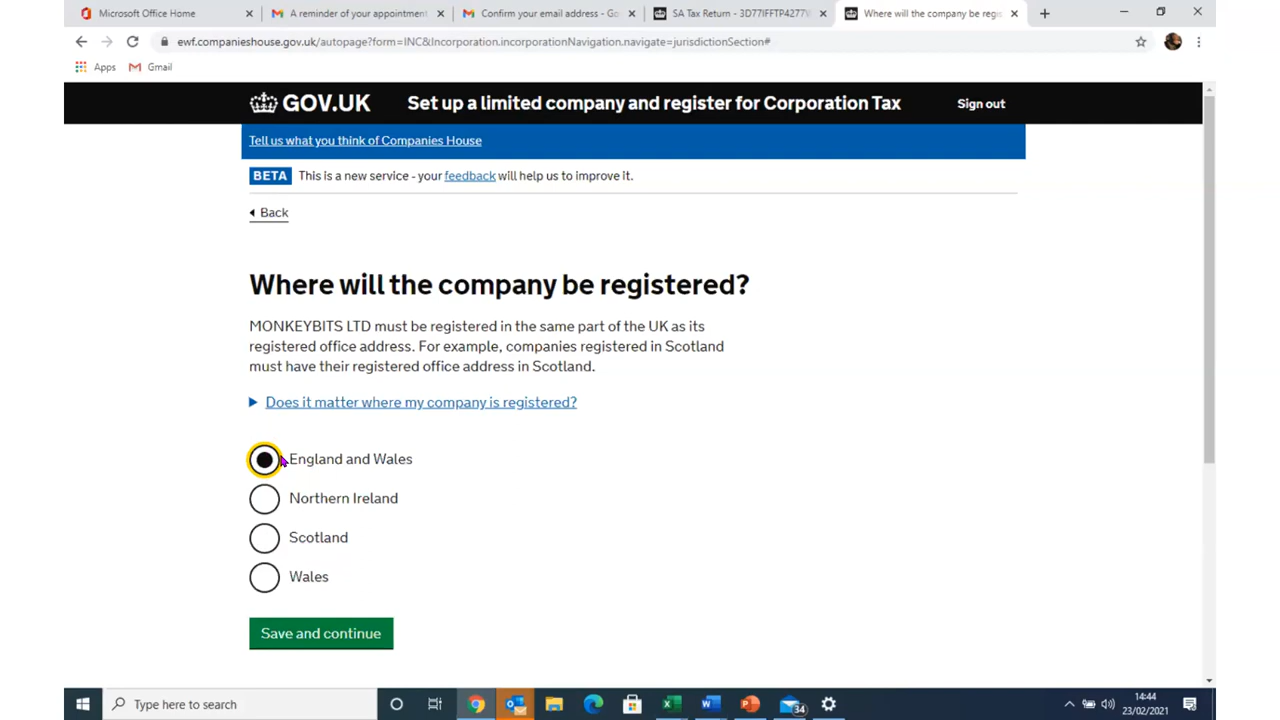 Microsoft Office Home
A reminder of your appointment
Confirm your email address - Go
SA Tax Return - 3D77IFFTP4277
Where will the company be regis
ewf.companieshouse.gov.uk/autopage?form=INC&Incorporation.incorporationNavigation.navigate=jurisdictionSection#
Apps
Gmail
GOV.UK
Set up a limited company and register for Corporation Tax
Sign out
Tell us what you think of Companies House
BETA
This is a new service - your feedback will help us to improve it.
Back
Where will the company be registered?
MONKEYBITS LTD must be registered in the same part of the UK as its
registered office address. For example, companies registered in Scotland
must have their registered office address in Scotland.
Does it matter where my company is registered?
England and Wales
Northern Ireland
Scotland
Wales
Save and continue
Type here to search
34
14:44
23/02/2021